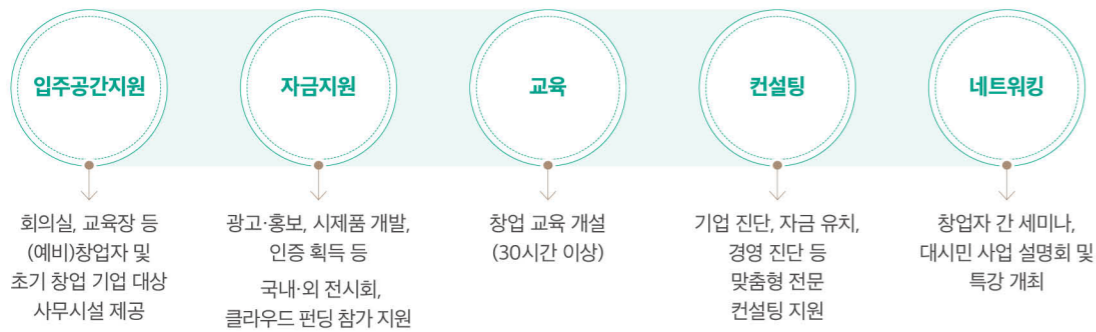 입주공간지원
자금지원
교육
컨설팅
네트워킹
회의실, 교육장 등
(예비)창업자 및
초기 창업 기업 대상
사무시설 제공
광고·홍보, 시제품 개발,
인증 획득 등
국내·외 전시회,
클라우드 펀딩 참가 지원
창업 교육 개설
(30시간 이상)
기업 진단, 자금 유치,
경영 진단 등
맞춤형 전문
컨설팅 지원
창업자 간 세미나,
대시민 사업 설명회 및
특강 개최